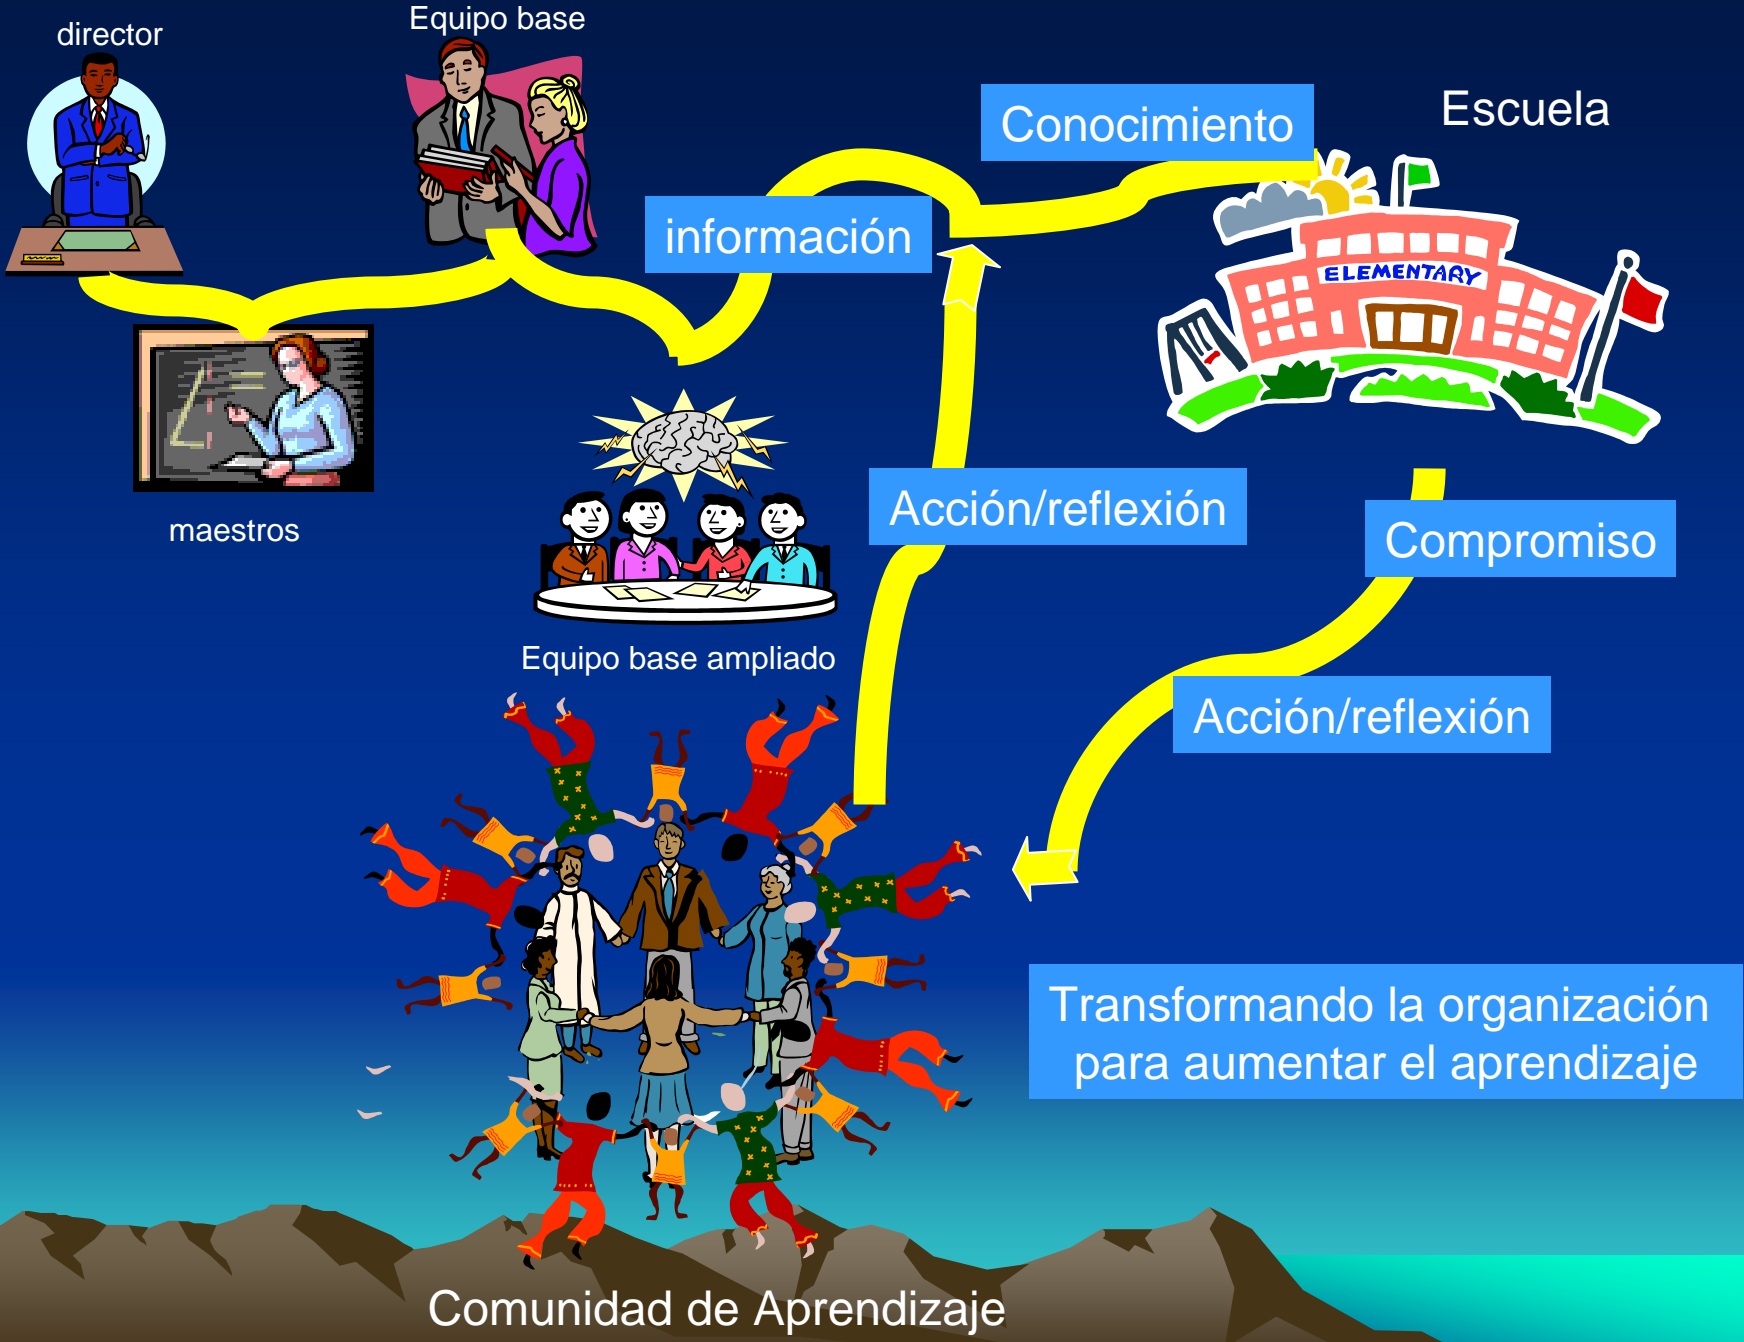 director
Equipo base
Conocimiento
Escuela
información
ELEMENTARY
maestros
Acción/reflexión
Compromiso
Equipo base ampliado
Acción/reflexión
Transformando la organización
para aumentar el aprendizaje
Comunidad de Aprendizaje